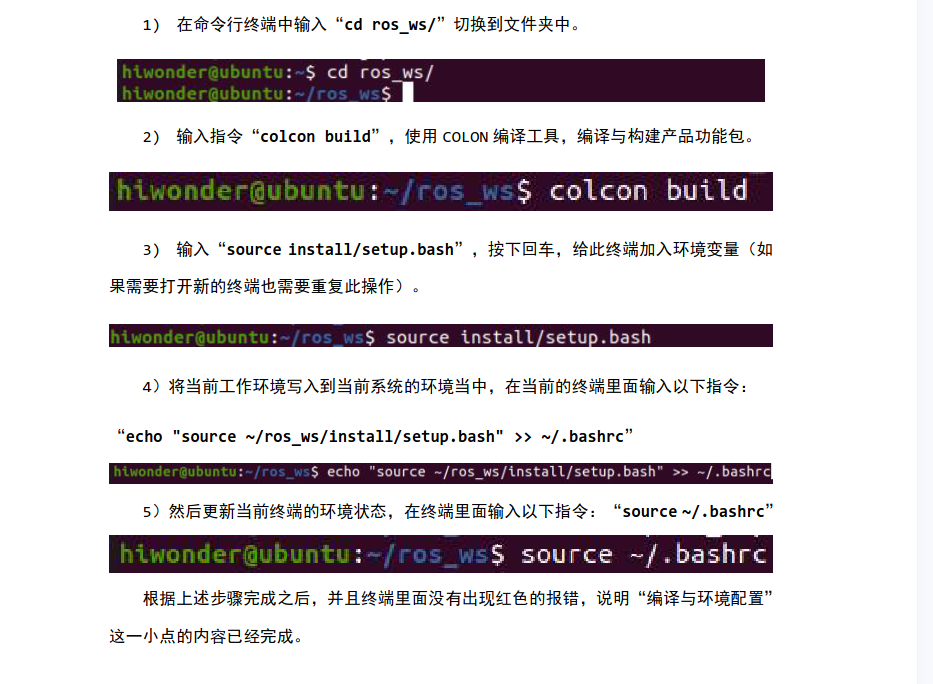 1) 在命令行终端中输入“cd ros_ws/”切换到文件夹中。
hiwonder@ubuntu:~$ cd ros_ws/
hiwonder@ubuntu:~/ros_ws$
2) 输入指令“colcon build”，使用 COLON 编译工具，编译与构建产品功能包。
hiwonder@ubuntu:~/ros_ws$ colcon build
3) 输入“source install/setup.bash”，按下回车，给此终端加入环境变量（如
果需要打开新的终端也需要重复此操作）。
hiwonder@ubuntu:~/ros_ws$ source install/setup.bash
4）将当前工作环境写入到当前系统的环境当中，在当前的终端里面输入以下指令：
“echo "source ~/ros_ws/install/setup.bash" >> ~/.bashrc”
hiwonder@ubuntu:~/ros_ws$ echo "source ~/ros_ws/install/setup.bash" >> ~/.bashrc
5）然后更新当前终端的环境状态，在终端里面输入以下指令：“source ~/.bashrc”
hiwonder@ubuntu:~/ros_ws$ source ~/.bashrc
根据上述步骤完成之后，并且终端里面没有出现红色的报错，说明“编译与环境配置”
这一小点的内容已经完成。